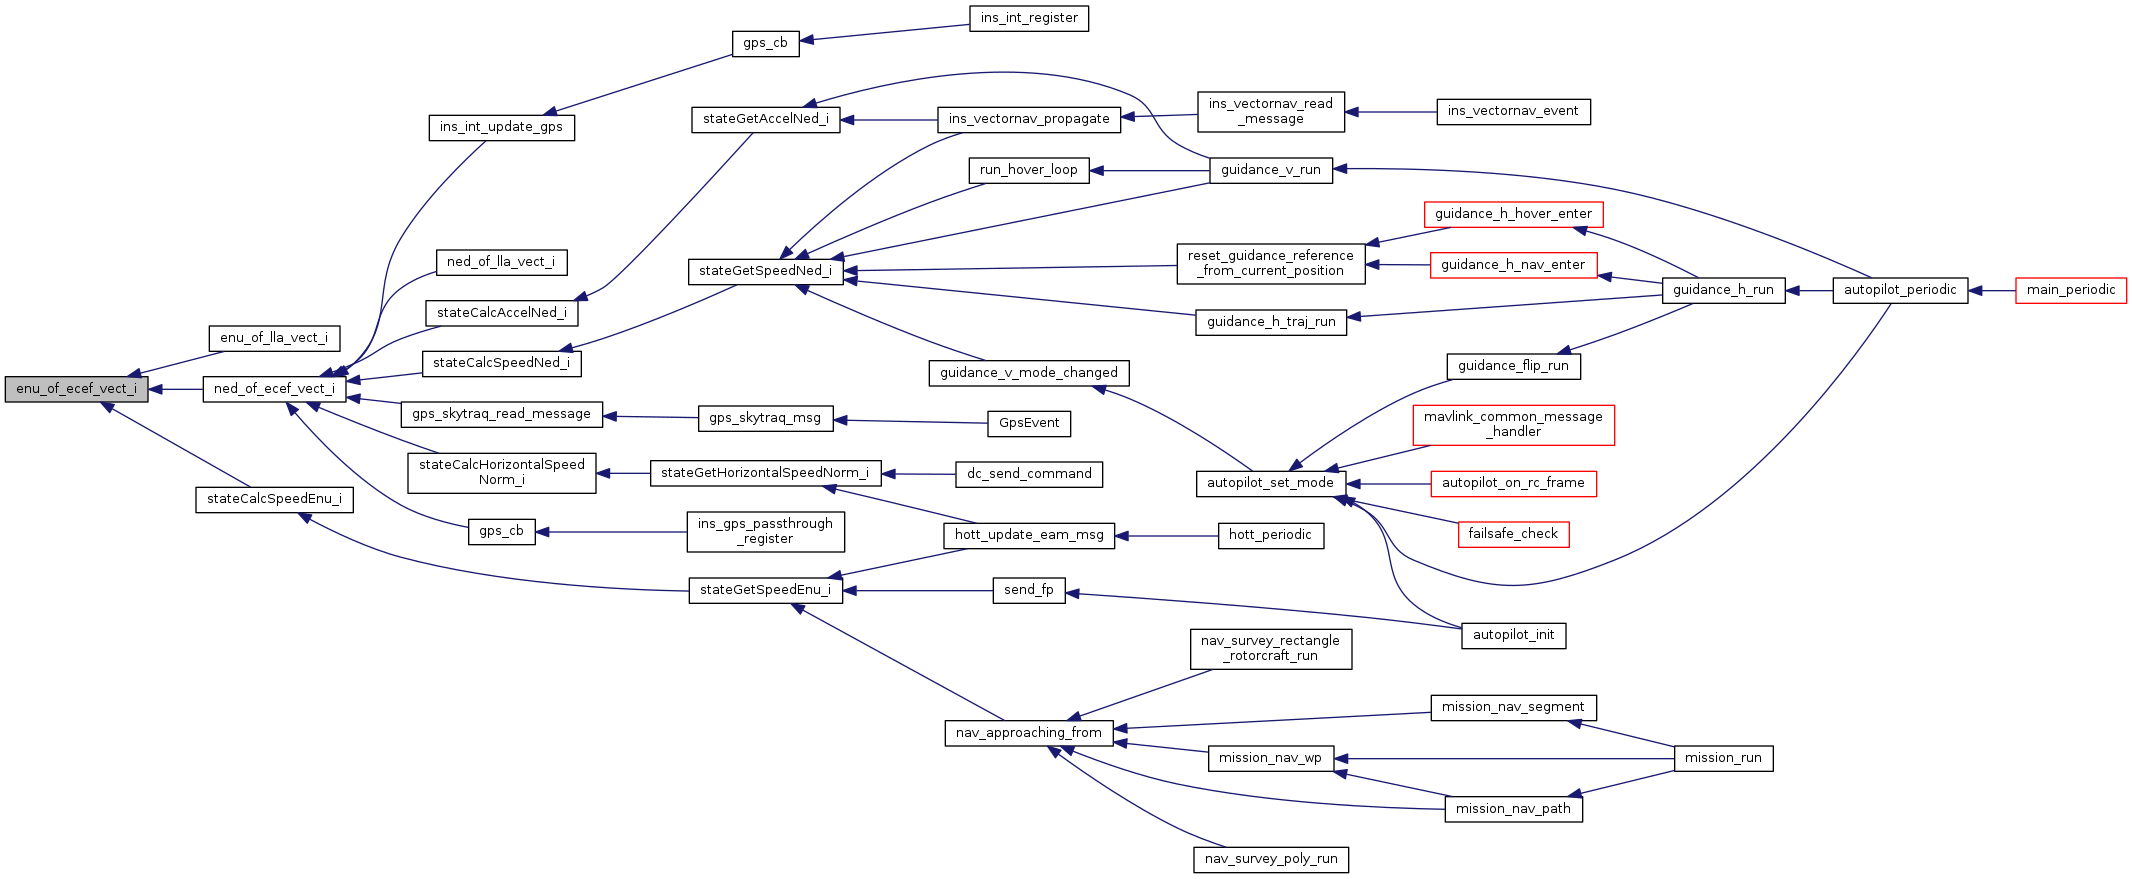 ins_int_register
gps_cb
ins_int_update_gps
stateGetAccelNed_i
ins_vectornav_propagate
ins_vectornav_read
_message
ins_vectornav_event
run_hover_loop
guidance_v_run
guidance_h_hover_enter
ned_of_lla_vect_i
stateGetSpeedNed_i
reset_guidance_reference
_from_current_position
guidance_h_nav_enter
guidance_h_run
autopilot_periodic
main_periodic
stateCalcAccelNed_i
guidance_h_traj_run
enu_of_lla_vect_i
stateCalcSpeedNed_i
guidance_v_mode_changed
guidance_flip_run
enu_of_ecef_vect_i
ned_of_ecef_vect_i
gps_skytraq_read_message
gps_skytraq_msg
GpsEvent
mavlink_common_message
_handler
stateCalcHorizontalSpeed
Norm_i
stateGetHorizontalSpeedNorm_i
dc_send_command
autopilot_set_mode
autopilot_on_rc_frame
stateCalcSpeedEnu_i
gps_cb
ins_gps_passthrough
_register
hott_update_eam_msg
hott_periodic
failsafe_check
stateGetSpeedEnu_i
send_fp
autopilot_init
nav_survey_rectangle
_rotorcraft_run
nav_approaching_from
mission_nav_segment
mission_nav_wp
mission_run
mission_nav_path
nav_survey_poly_run